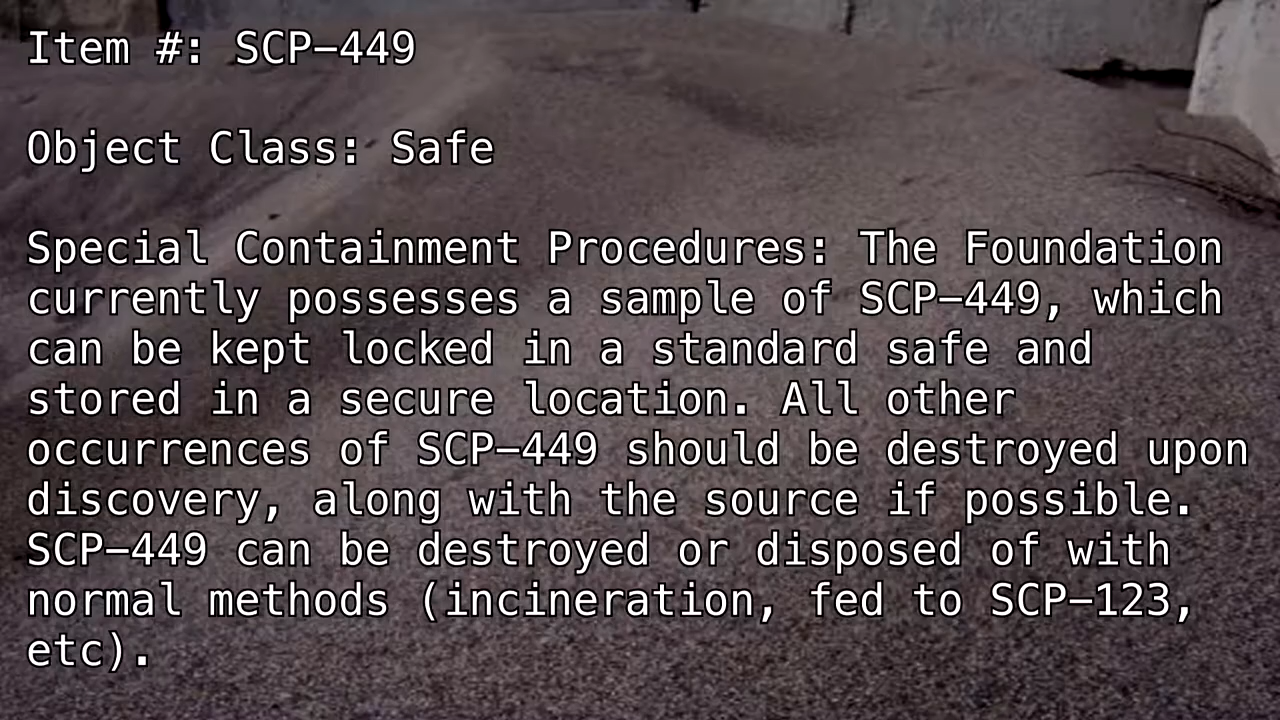 Item #: SCP−449
Object Class: Safe
Special Containment Procedures: The Foundation
currently possesses a sample of SCP−449, which
can be kept locked in a standard safe and
stored in a secure location. All other
occurrences of SCP−449 should be destroyed upon
discovery, along with the source if possible.
SCP−449 can be destroyed or disposed of with
normal methods (incineration, fed to SCP−123,
etc).